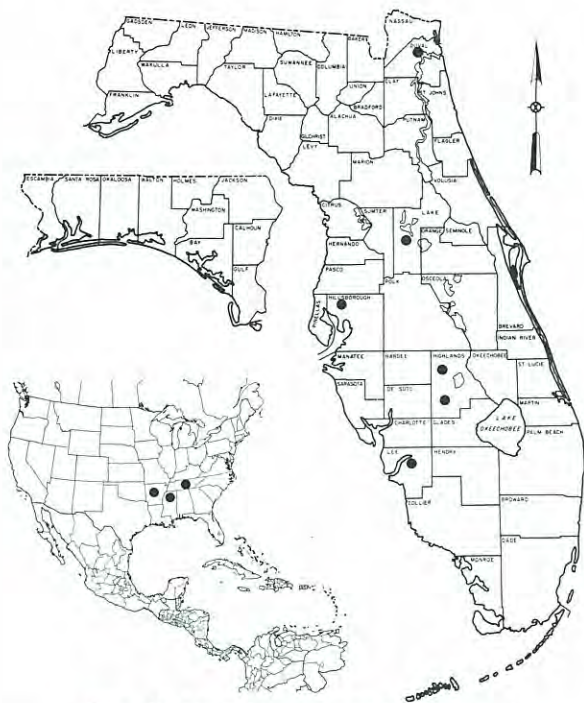 GADSDEN
LEON
JEFFERSON
MADISON
HAMILTON
NASSAU
BAKER
DUVAL
LIBERTY
WAKULLA
TAYLOR
SUWANNEE
COLUMBIA
FRANKLIN
LAFAYETTE
UNION
BRADFORD
CLAY
ST JOHNS
DIXIE
GILCHRIST
ALACHUA
PUTNAM
FLAGLER
LEVY
MARION
VOLUSIA
ESCAMBIA
SANTA ROSA
OKALOOSA
WALTON
HOLMES
JACKSON
WASHINGTON
BAY
CALHOUN
GULF
CITRUS
SUMTER
LAKE
ORANGE
SEMINOLE
HERNANDO
PASCO
POLK
OSCEOLA
PINELLAS
HILLSBOROUGH
BREVARD
INDIAN RIVER
MANATEE
HARDEE
HIGHLANDS
OKEECHOBEE
ST LUCIE
SARASOTA
DE SOTO
MARTIN
CHARLOTTE
GLADES
LAKE
OKEECHOBEE
PALM BEACH
LEE
HENDRY
COLLIER
BROWARD
DADE
MONROE